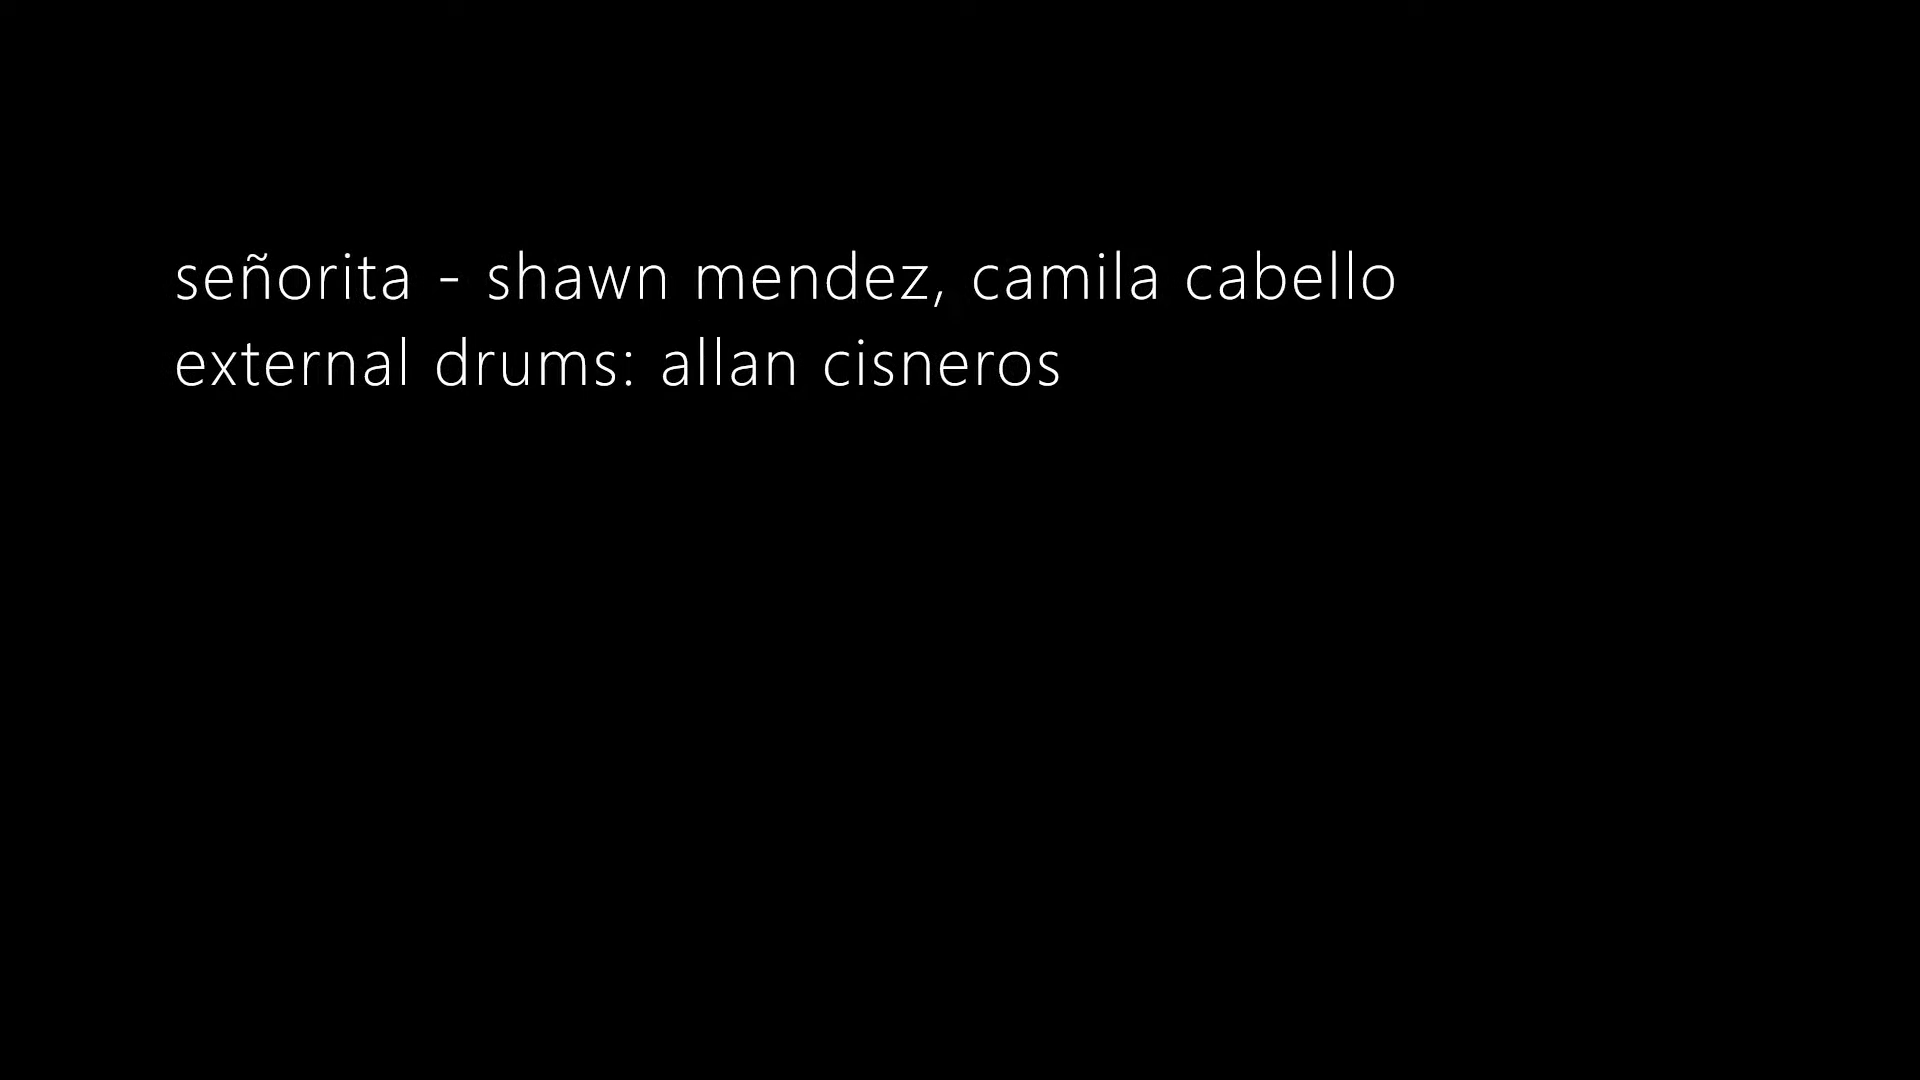 señorita - shawn mendez, camila cabello
external drums: allan cisneros